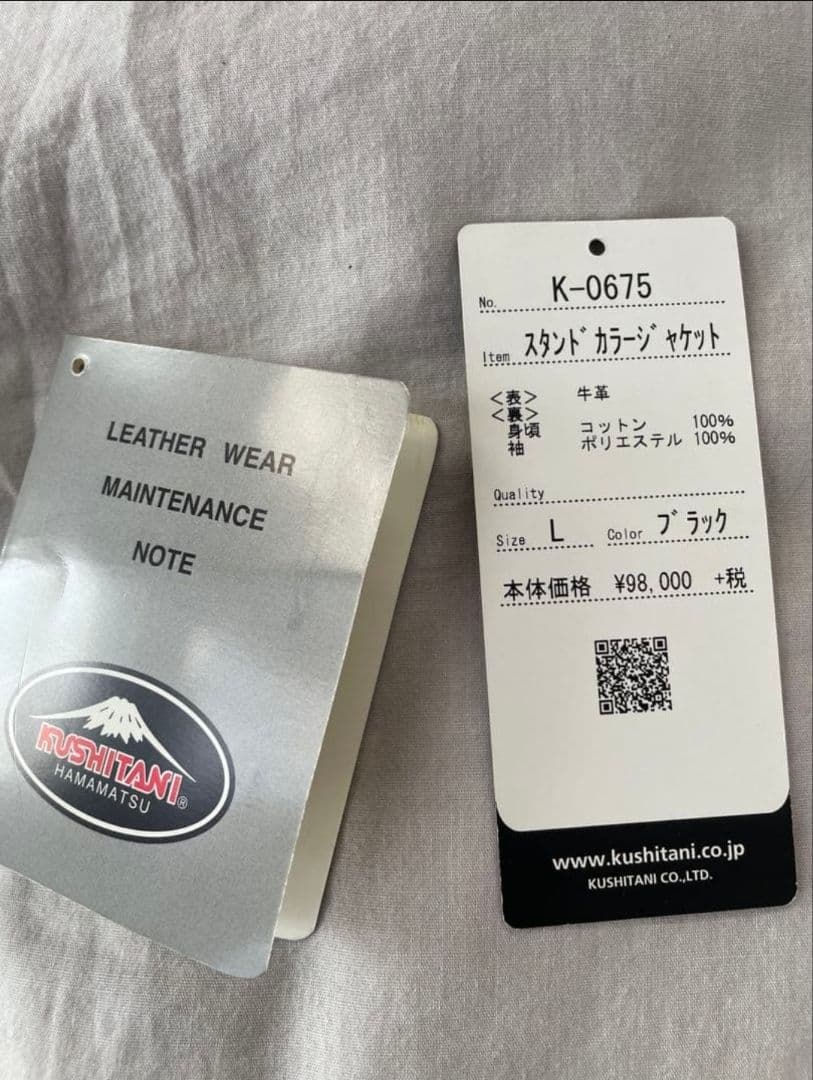 LEATHER WEAR
MAINTENANCE
NOTE
KUSHITANI®
HAMAMATSU
No. K-0675
Item スタンドカラージャケット
<表> 牛革
<裏>
身頃 コットン 100%
袖 ポリエステル 100%
Quality
Size L Color ブラック
本体価格 ¥98,000 +税
www.kushitani.co.jp
KUSHITANI CO.,LTD.